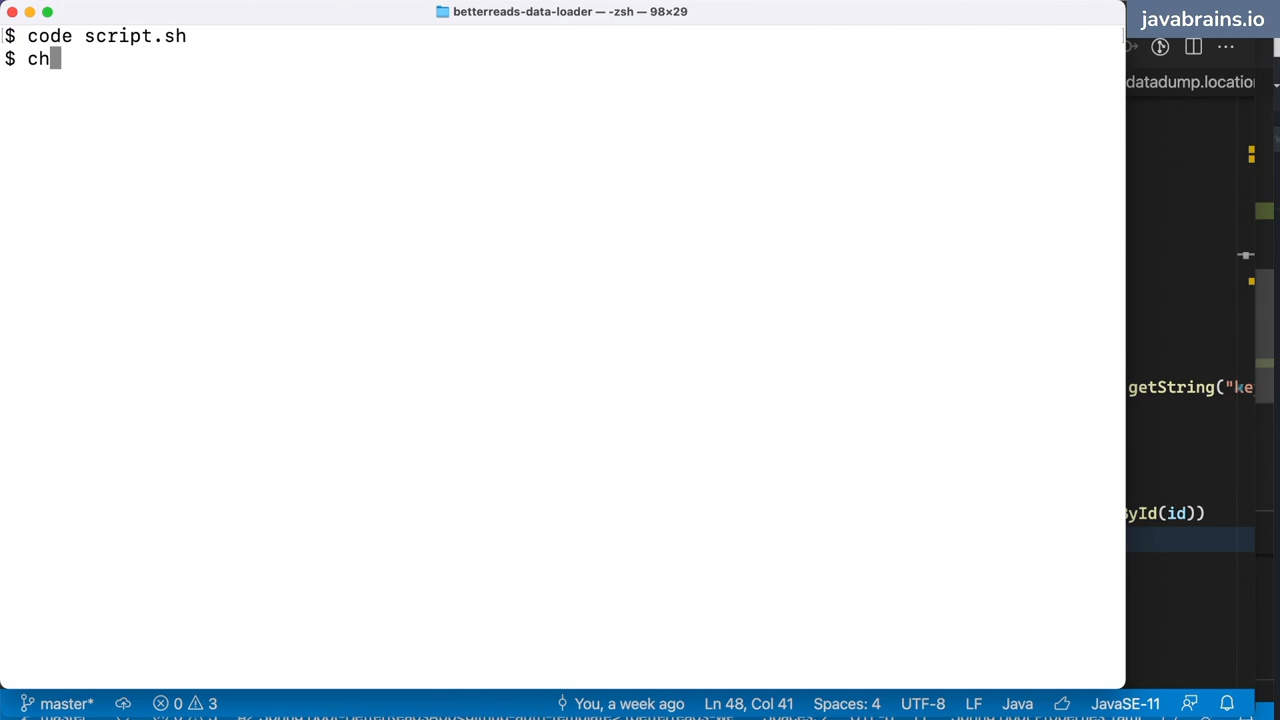 betterreads-data-loader — -zsh — 98×29
javabrains.io
$ code script.sh
$ ch
datadump.locatio
getString("ke
ById(id))
master* 0 3 You, a week ago Ln 48, Col 41 Spaces: 4 UTF-8 LF Java JavaSE-11